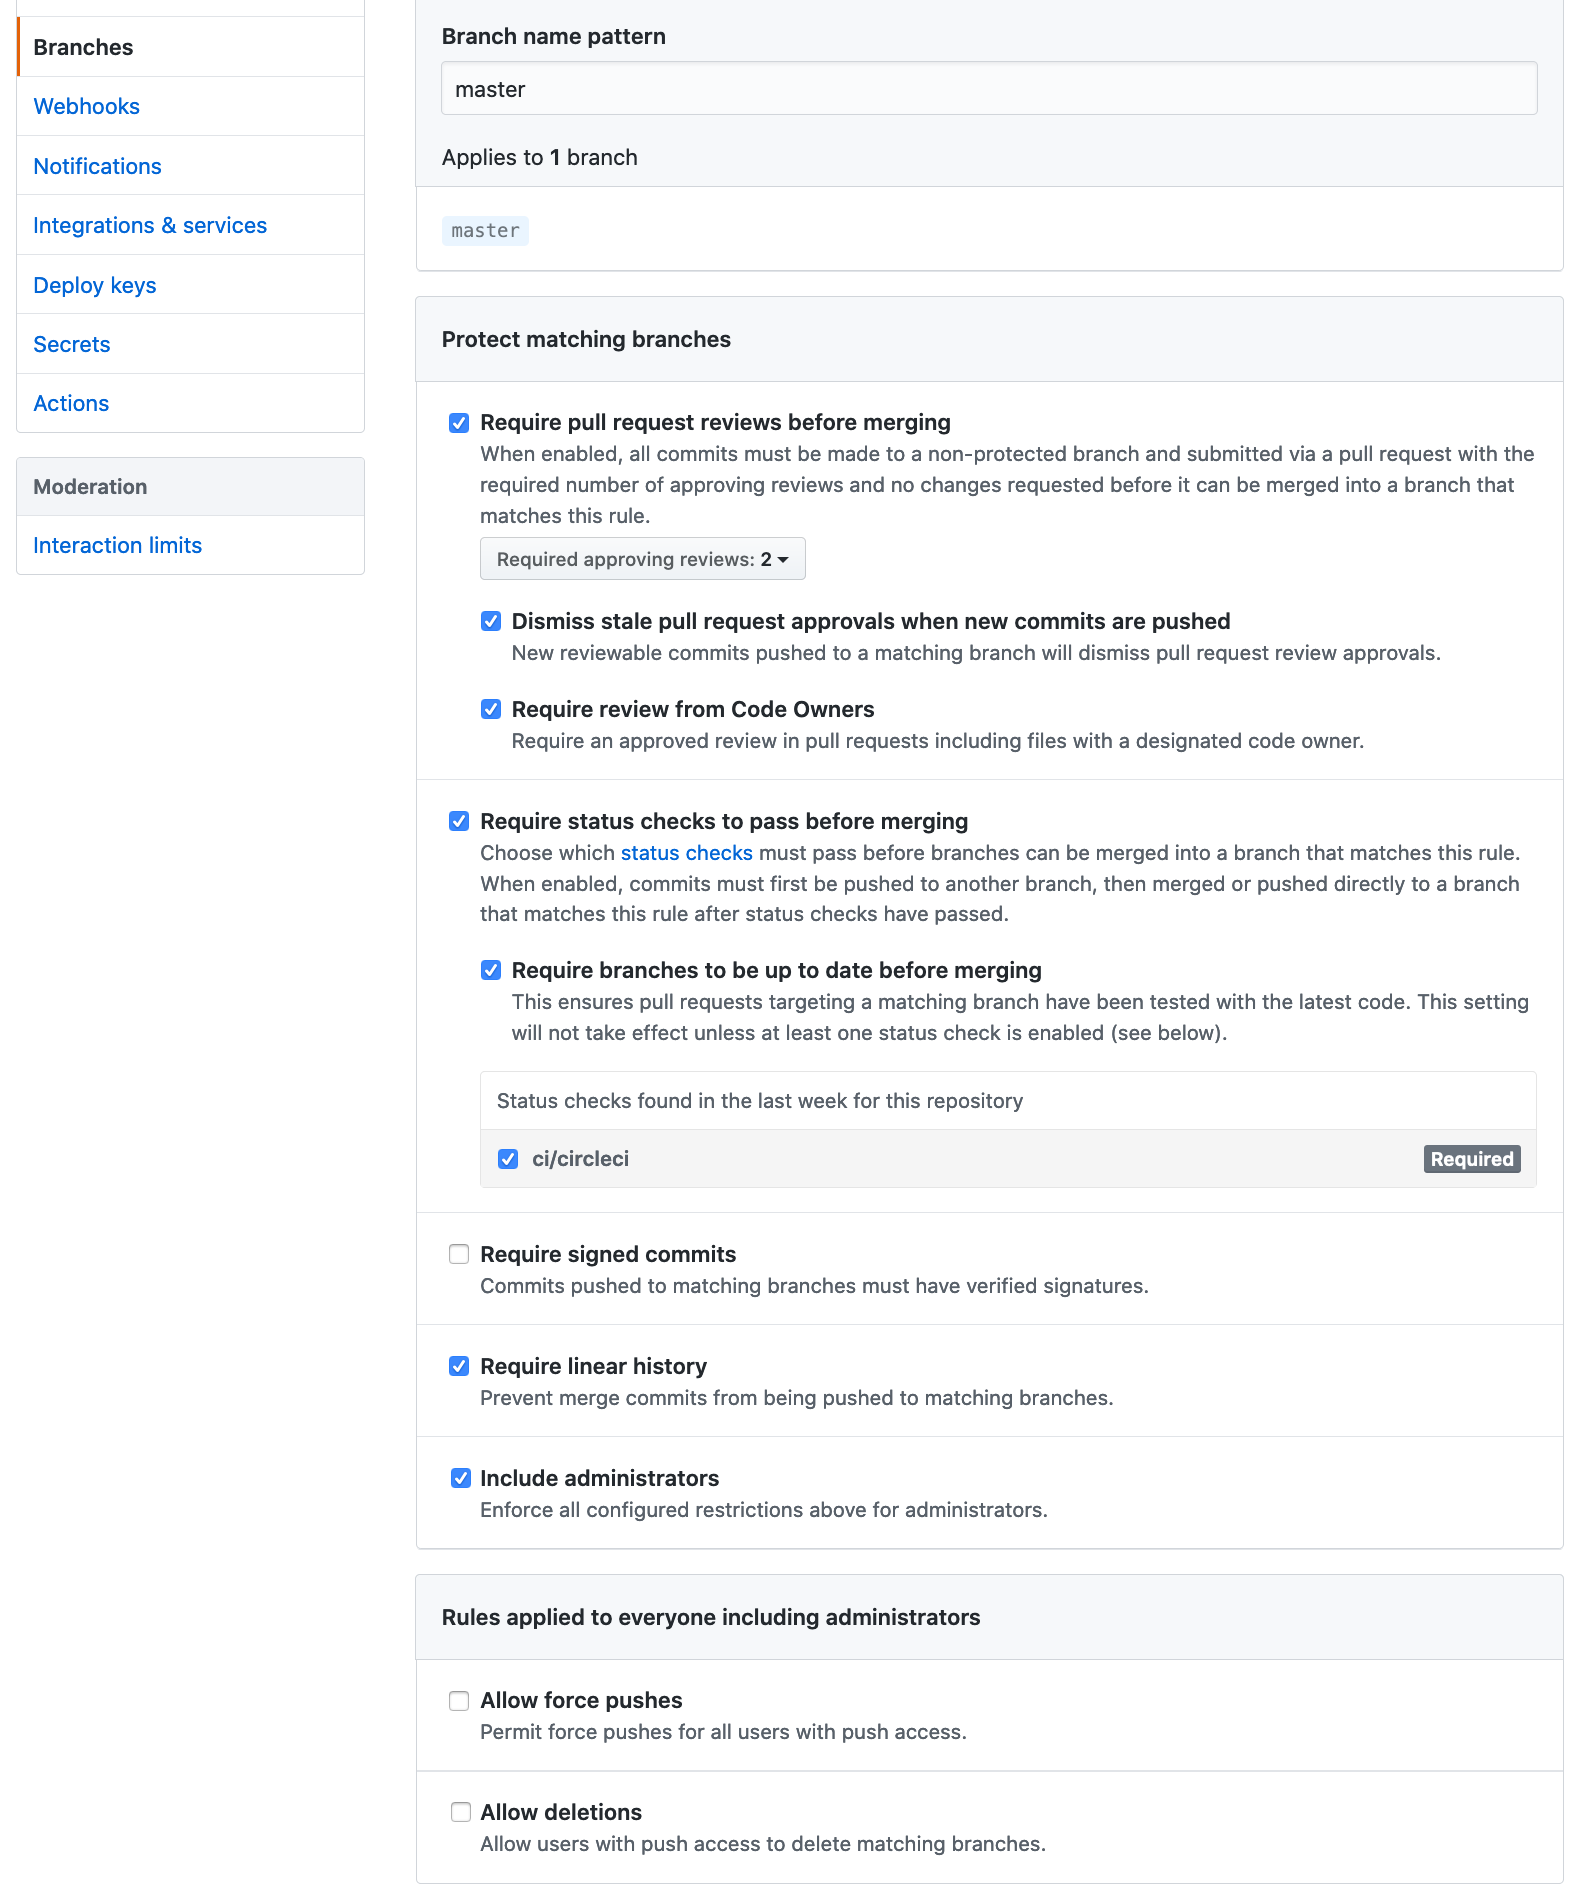 Branches
Webhooks
Notifications
Integrations & services
Deploy keys
Secrets
Actions
Moderation
Interaction limits
Branch name pattern
master
Applies to 1 branch
master
Protect matching branches
Require pull request reviews before merging
When enabled, all commits must be made to a non-protected branch and submitted via a pull request with the
required number of approving reviews and no changes requested before it can be merged into a branch that
matches this rule.
Required approving reviews: 2
Dismiss stale pull request approvals when new commits are pushed
New reviewable commits pushed to a matching branch will dismiss pull request review approvals.
Require review from Code Owners
Require an approved review in pull requests including files with a designated code owner.
Require status checks to pass before merging
Choose which status checks must pass before branches can be merged into a branch that matches this rule.
When enabled, commits must first be pushed to another branch, then merged or pushed directly to a branch
that matches this rule after status checks have passed.
Require branches to be up to date before merging
This ensures pull requests targeting a matching branch have been tested with the latest code. This setting
will not take effect unless at least one status check is enabled (see below).
Status checks found in the last week for this repository
ci/circleci
Required
Require signed commits
Commits pushed to matching branches must have verified signatures.
Require linear history
Prevent merge commits from being pushed to matching branches.
Include administrators
Enforce all configured restrictions above for administrators.
Rules applied to everyone including administrators
Allow force pushes
Permit force pushes for all users with push access.
Allow deletions
Allow users with push access to delete matching branches.